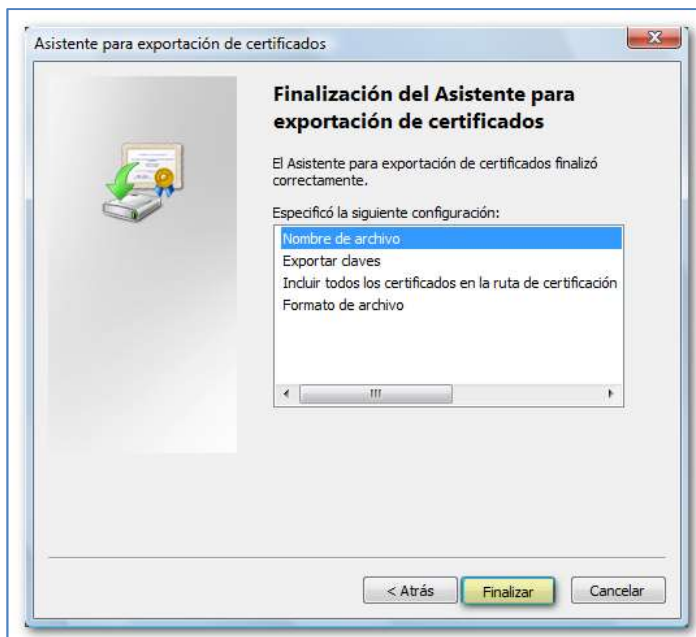 Asistente para exportación de certificados
Finalización del Asistente para
exportación de certificados
El Asistente para exportación de certificados finalizó
correctamente.
Especificó la siguiente configuración:
Nombre de archivo
Exportar claves
Incluir todos los certificados en la ruta de certificación
Formato de archivo
< Atrás Finalizar Cancelar